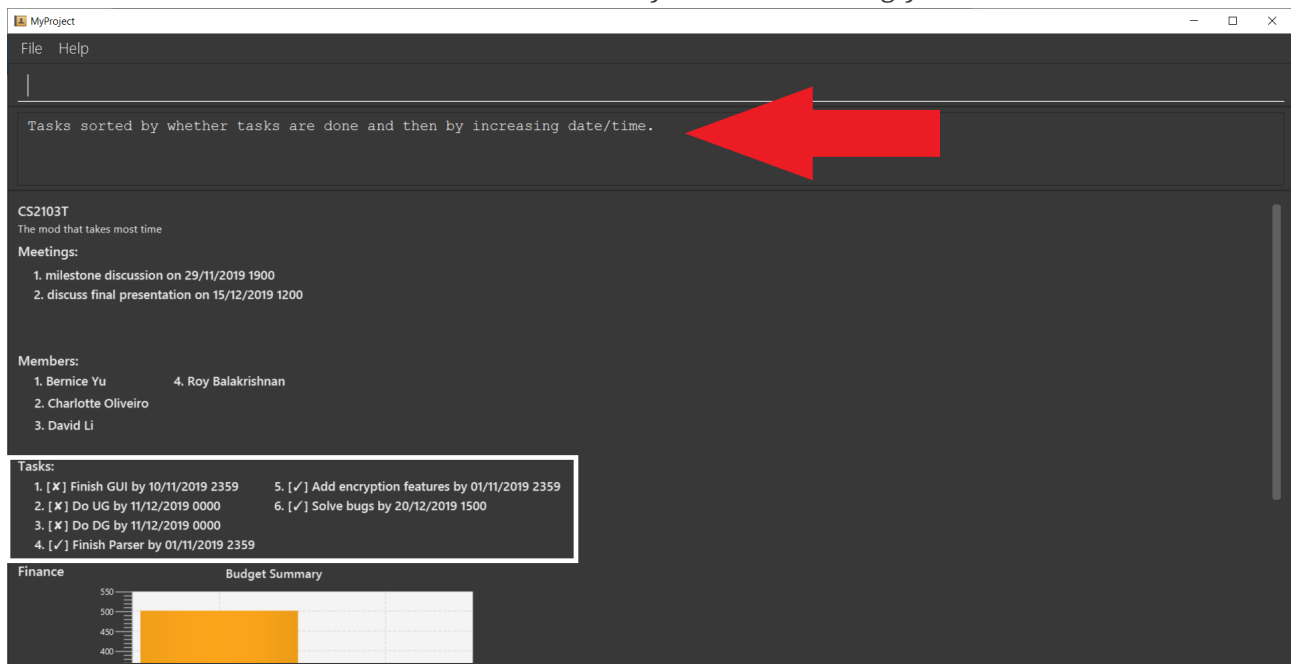 MyProject
File Help
Tasks sorted by whether tasks are done and then by increasing date/time.
CS2103T
The mod that takes most time
Meetings:
1. milestone discussion on 29/11/2019 1900
2. discuss final presentation on 15/12/2019 1200
Members:
1. Bernice Yu
2. Charlotte Oliveiro
3. David Li
4. Roy Balakrishnan
Tasks:
1. [✘] Finish GUI by 10/11/2019 2359
2. [✘] Do UG by 11/12/2019 0000
3. [✘] Do DG by 11/12/2019 0000
4. [✓] Finish Parser by 01/11/2019 2359
5. [✓] Add encryption features by 01/11/2019 2359
6. [✓] Solve bugs by 20/12/2019 1500
Finance
Budget Summary
550
500
450
400